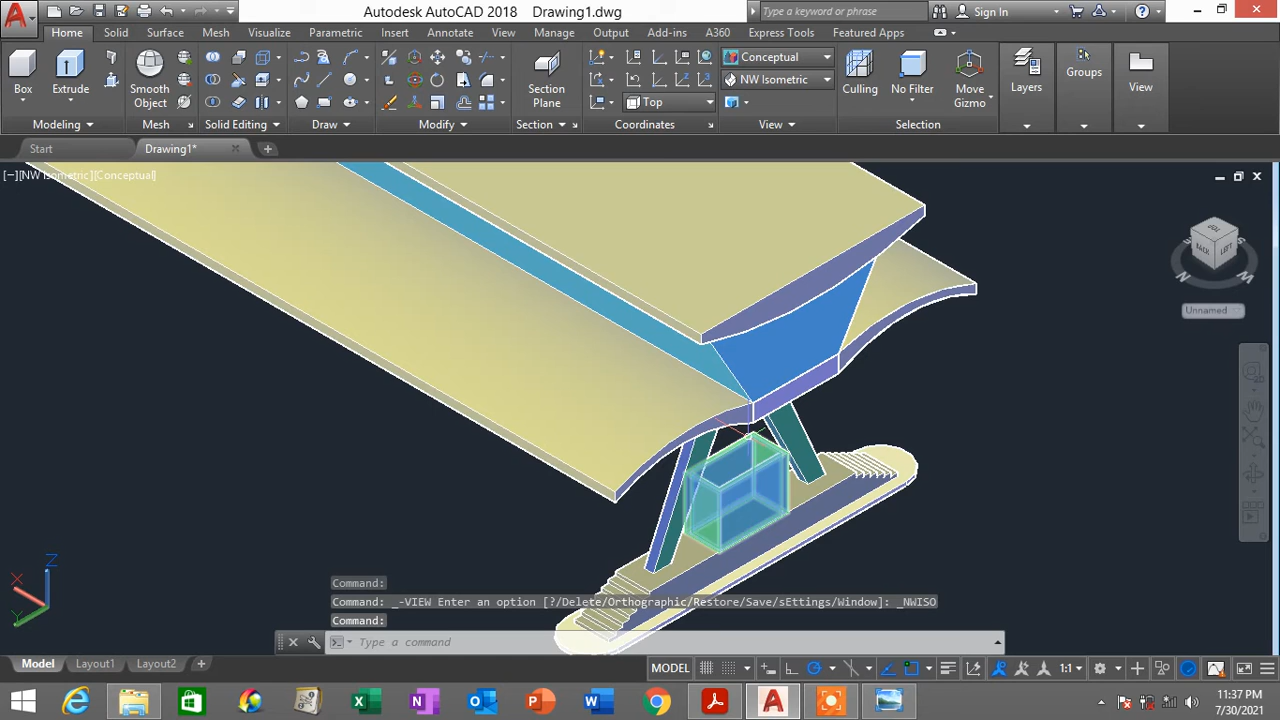 Autodesk AutoCAD 2018 Drawing1.dwg
Type a keyword or phrase
Sign In
Home Solid Surface Mesh Visualize Parametric Insert Annotate View Manage Output Add-ins A360 Express Tools Featured Apps
Box
Extrude
Smooth
Object
Section
Plane
Top
Conceptual
NW Isometric
Culling
No Filter
Move
Gizmo
Layers
Groups
View
Modeling
Mesh
Solid Editing
Draw
Modify
Section
Coordinates
View
Selection
Start
Drawing1*
[−][NW Isometric][Conceptual]
TOP
BACK
LEFT
N
W
Unnamed
Z
X
Y
Command:
Command: _-VIEW Enter an option [?/Delete/Orthographic/Restore/Save/sEttings/Window]: _NWISO
Command:
Type a command
Model Layout1 Layout2
MODEL
1:1
11:37 PM
7/30/2021